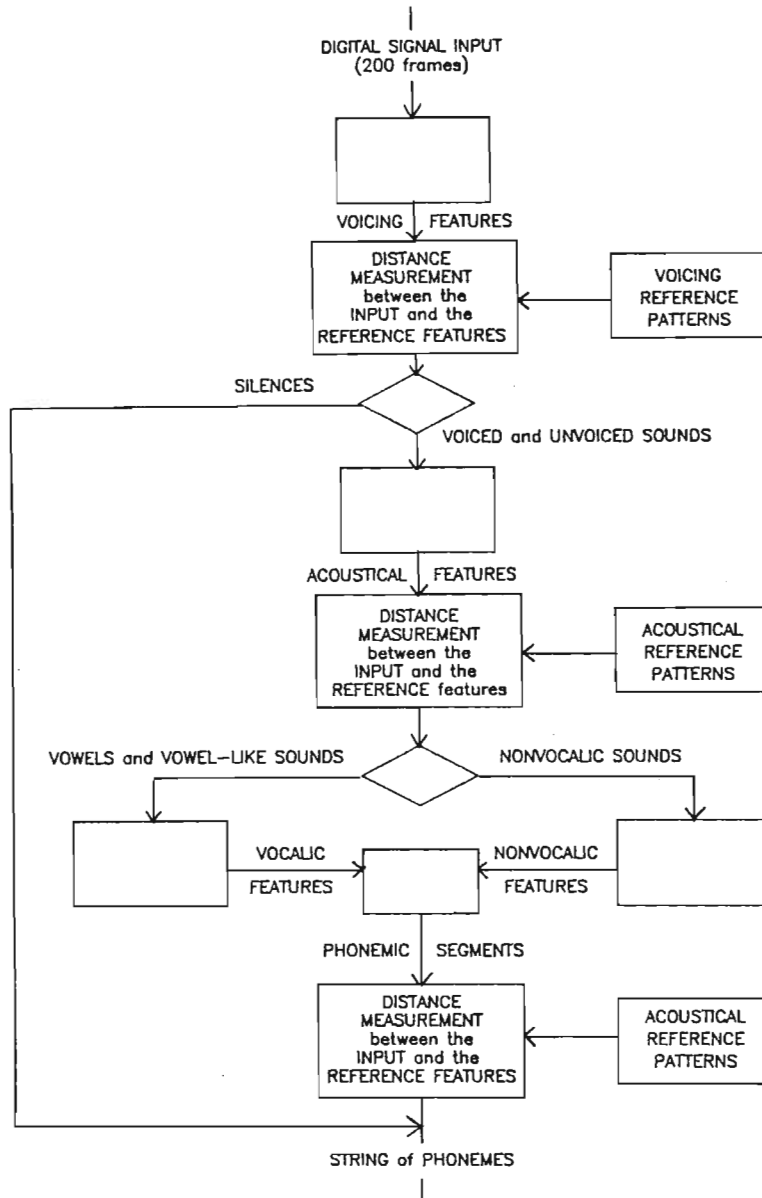 DIGITAL SIGNAL INPUT
(200 frames)
VOICING FEATURES
DISTANCE
MEASUREMENT
between the
INPUT and the
REFERENCE FEATURES
VOICING
REFERENCE
PATTERNS
SILENCES
VOICED and UNVOICED SOUNDS
ACOUSTICAL FEATURES
DISTANCE
MEASUREMENT
between the
INPUT and the
REFERENCE features
ACOUSTICAL
REFERENCE
PATTERNS
VOWELS and VOWEL-LIKE SOUNDS
NONVOCALIC SOUNDS
VOCALIC
FEATURES
NONVOCALIC
FEATURES
PHONEMIC SEGMENTS
DISTANCE
MEASUREMENT
between the
INPUT and the
REFERENCE FEATURES
ACOUSTICAL
REFERENCE
PATTERNS
STRING of PHONEMES